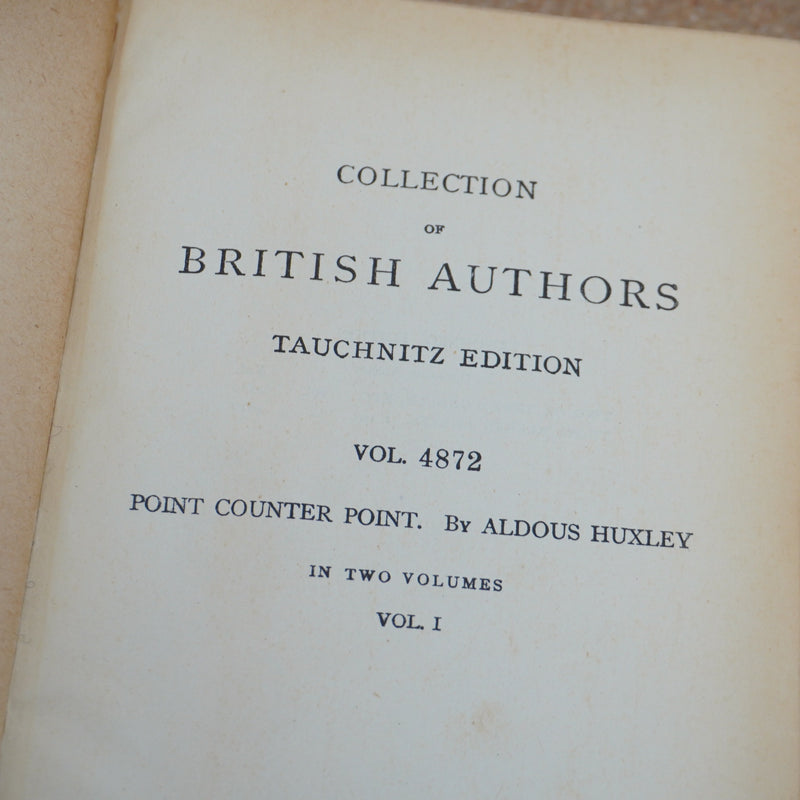 COLLECTION
OF
BRITISH AUTHORS
TAUCHNITZ EDITION
VOL. 4872
POINT COUNTER POINT. By ALDOUS HUXLEY
IN TWO VOLUMES
VOL. I